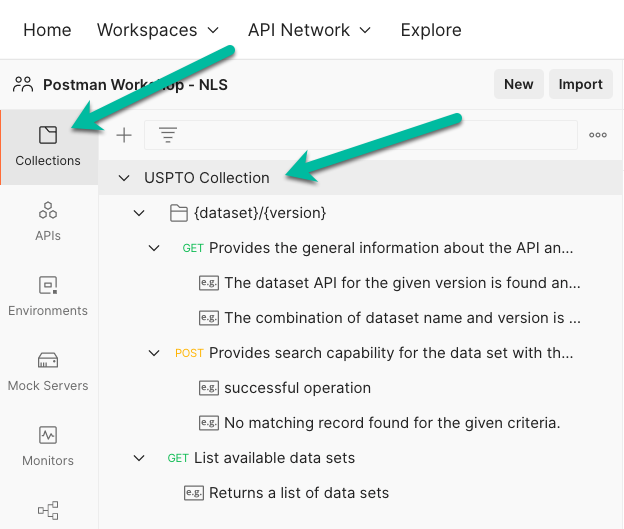 Home Workspaces API Network Explore
Postman Workshop - NLS New Import
Collections
USPTO Collection
{dataset}/{version}
GET Provides the general information about the API an...
e.g. The dataset API for the given version is found an...
e.g. The combination of dataset name and version is ...
POST Provides search capability for the data set with th...
e.g. successful operation
e.g. No matching record found for the given criteria.
GET List available data sets
e.g. Returns a list of data sets
APIs
Environments
Mock Servers
Monitors